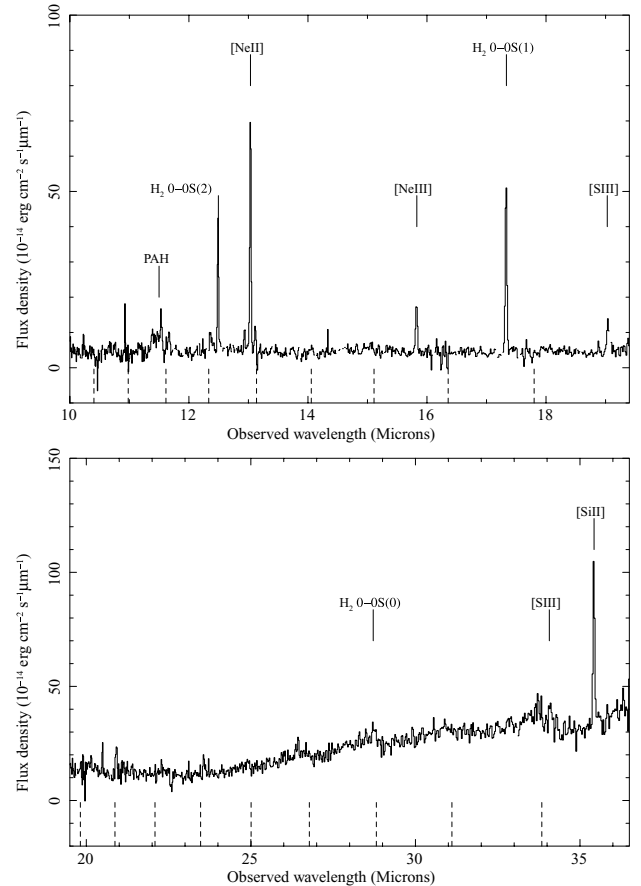 100
[NeII]
H₂ 0−0S(1)
H₂ 0−0S(2)
50
[NeIII]
[SIII]
PAH
0
Flux density (10⁻¹⁴ erg cm⁻² s⁻¹μm⁻¹)
10 12 14 16 18
Observed wavelength (Microns)
150
[SiII]
100
H₂ 0−0S(0)
[SIII]
50
0
Flux density (10⁻¹⁴ erg cm⁻² s⁻¹μm⁻¹)
20 25 30 35
Observed wavelength (Microns)